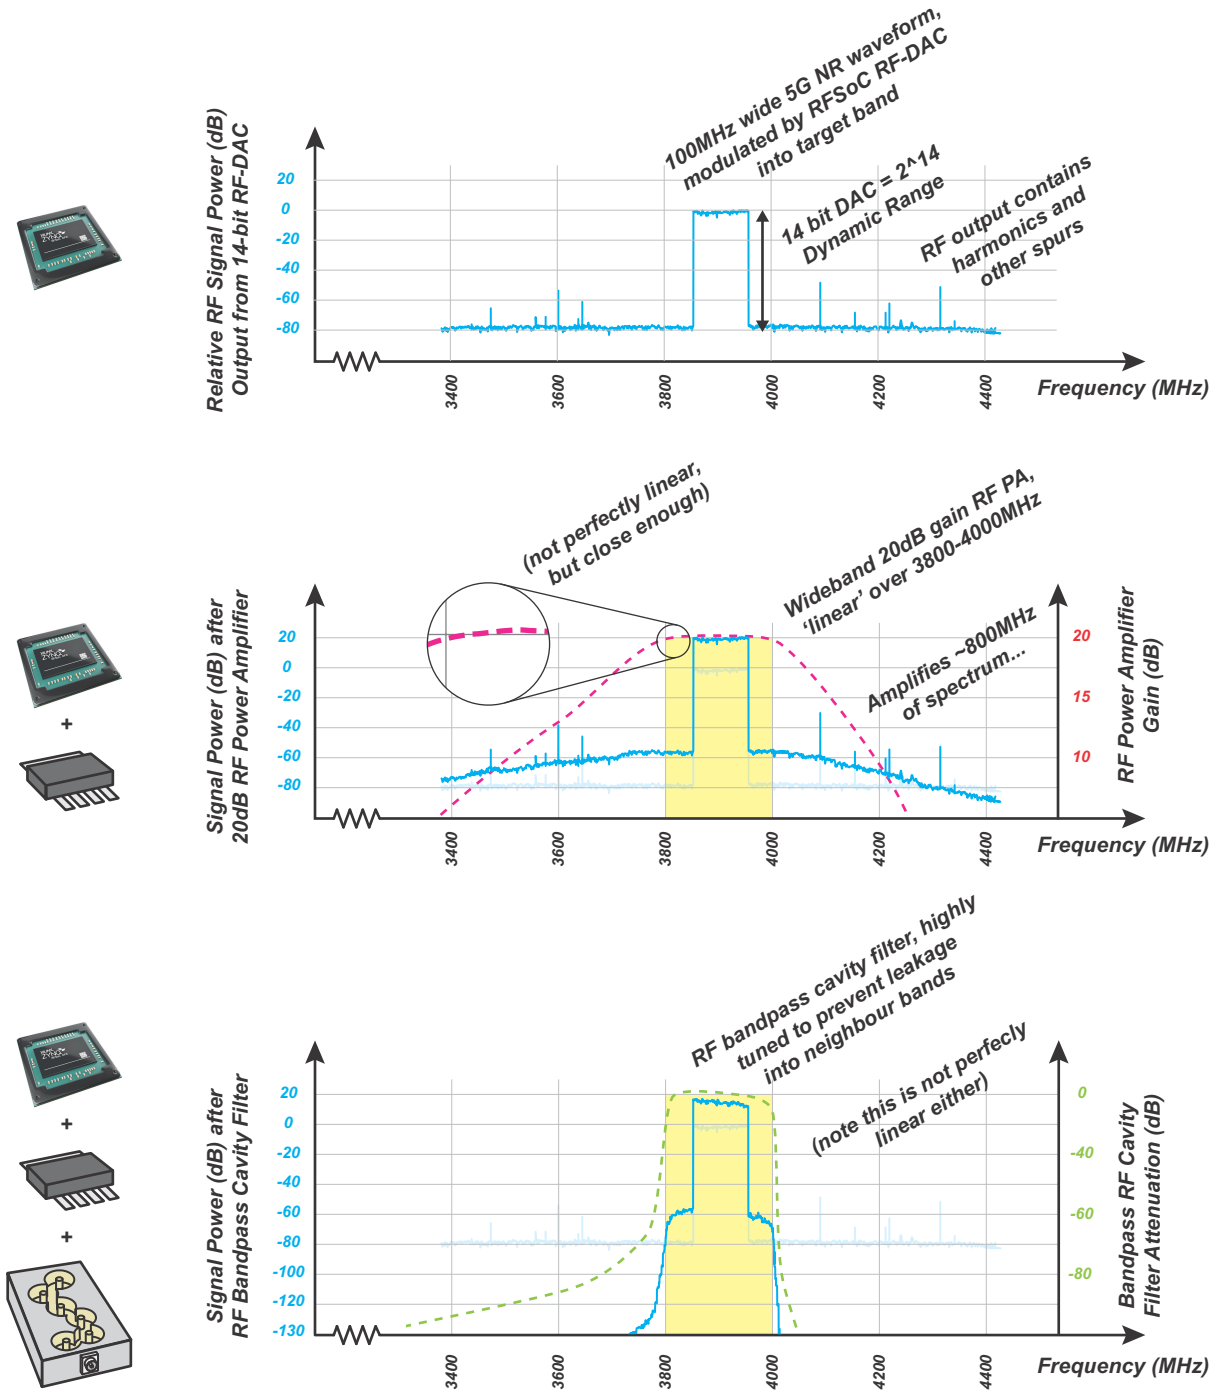 Relative RF Signal Power (dB)
Output from 14-bit RF-DAC
20
0
-20
-40
-60
-80
100MHz wide 5G NR waveform,
modulated by RFSoC RF-DAC
into target band
14 bit DAC = 2^14
Dynamic Range
RF output contains
harmonics and
other spurs
3400
3600
3800
4000
4200
4400
Frequency (MHz)
ZYNQ
Signal Power (dB) after
20dB RF Power Amplifier
20
0
-20
-40
-60
-80
(not perfectly linear,
but close enough)
Wideband 20dB gain RF PA,
‘linear’ over 3800-4000MHz
Amplifies ~800MHz
of spectrum...
20
15
10
RF Power Amplifier
Gain (dB)
3400
3600
3800
4000
4200
4400
Frequency (MHz)
ZYNQ
+
Signal Power (dB) after
RF Bandpass Cavity Filter
20
0
-20
-40
-60
-80
-100
-120
-130
RF bandpass cavity filter, highly
tuned to prevent leakage
into neighbour bands
(note this is not perfecly
linear either)
0
-40
-60
-80
Bandpass RF Cavity
Filter Attenuation (dB)
3400
3600
3800
4000
4200
4400
Frequency (MHz)
ZYNQ
+
+